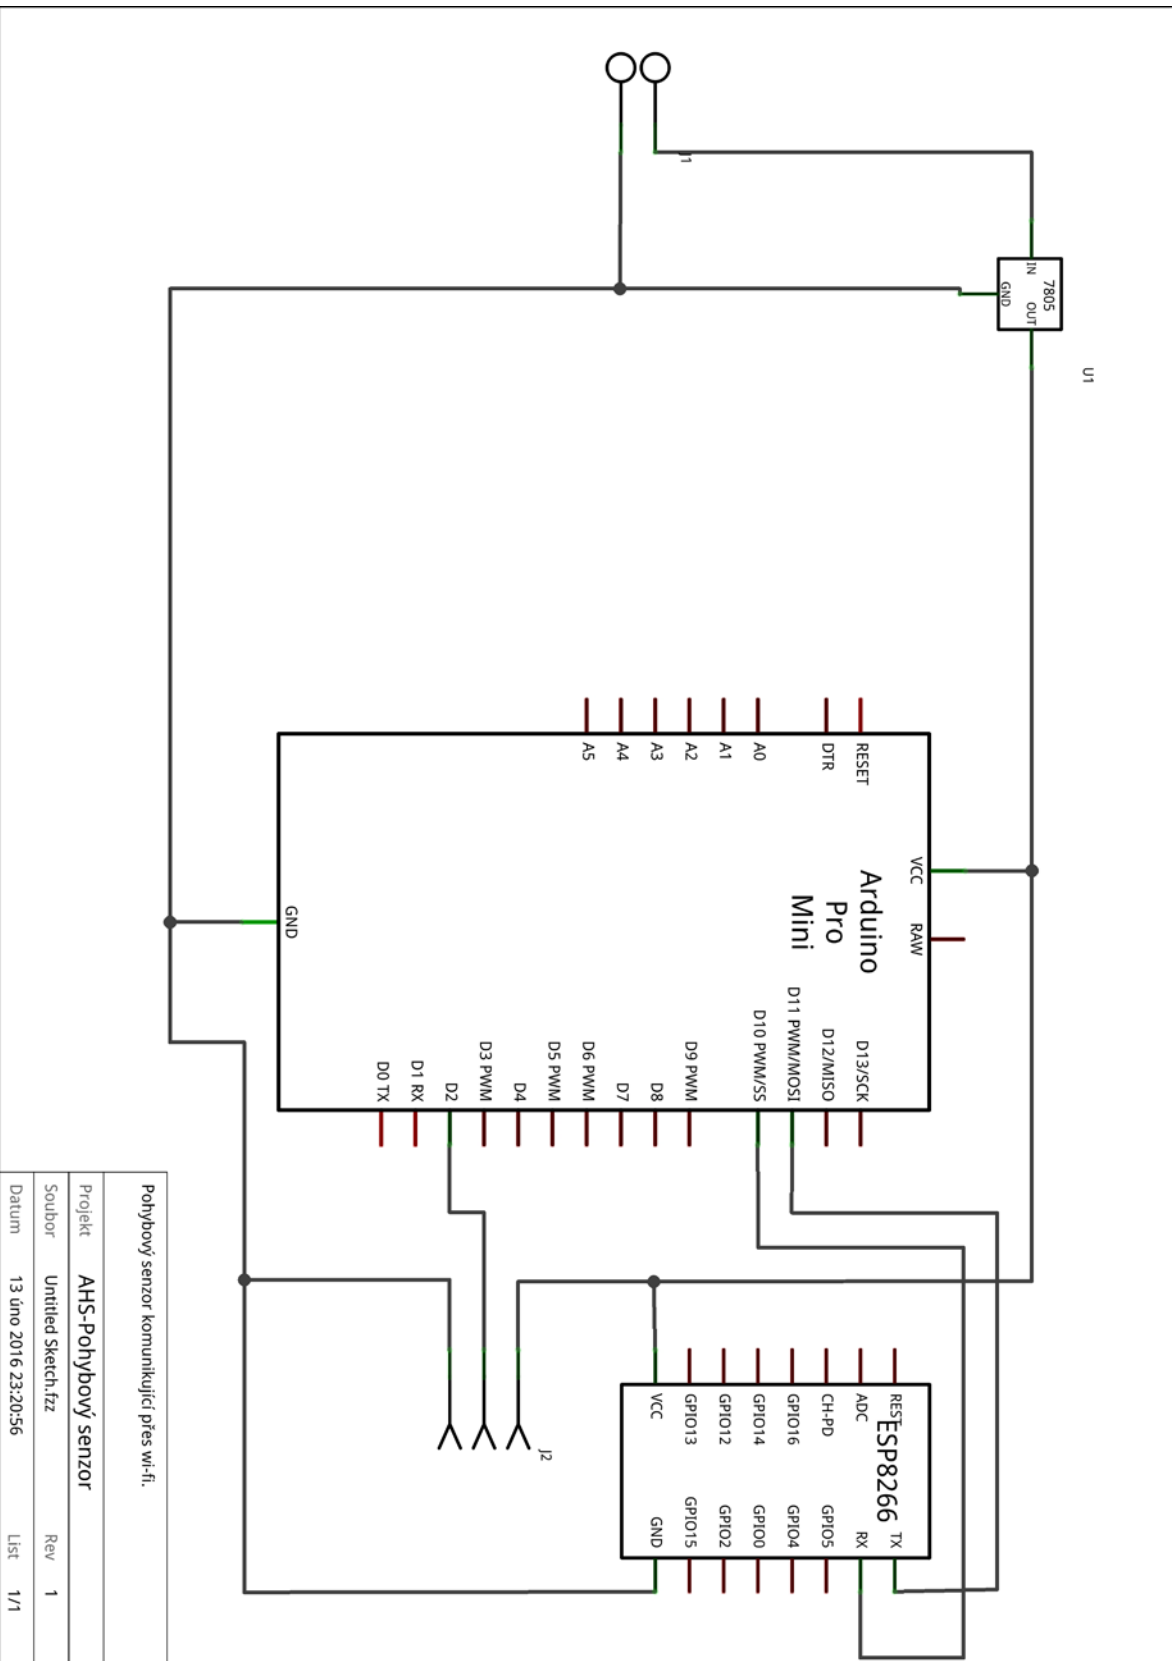 J1
7805
IN
GND
OUT
U1
A5
A4
A3
A2
A1
A0
DTR
RESET
VCC
RAW
GND
Arduino
Pro
Mini
D0 TX
D1 RX
D2
D3 PWM
D4
D5 PWM
D6 PWM
D7
D8
D9 PWM
D10 PWM/SS
D11 PWM/MOSI
D12/MISO
D13/SCK
J2
ESP8266
VCC
GPIO13
GPIO12
GPIO14
GPIO16
CH-PD
ADC
REST
GND
GPIO15
GPIO2
GPIO0
GPIO4
GPIO5
RX
TX
Pohybový senzor komunikující přes wi-fi.
Projekt AHS-Pohybový senzor
Soubor Untitled Sketch.fzz Rev 1
Datum 13 úno 2016 23:20:56 List 1/1